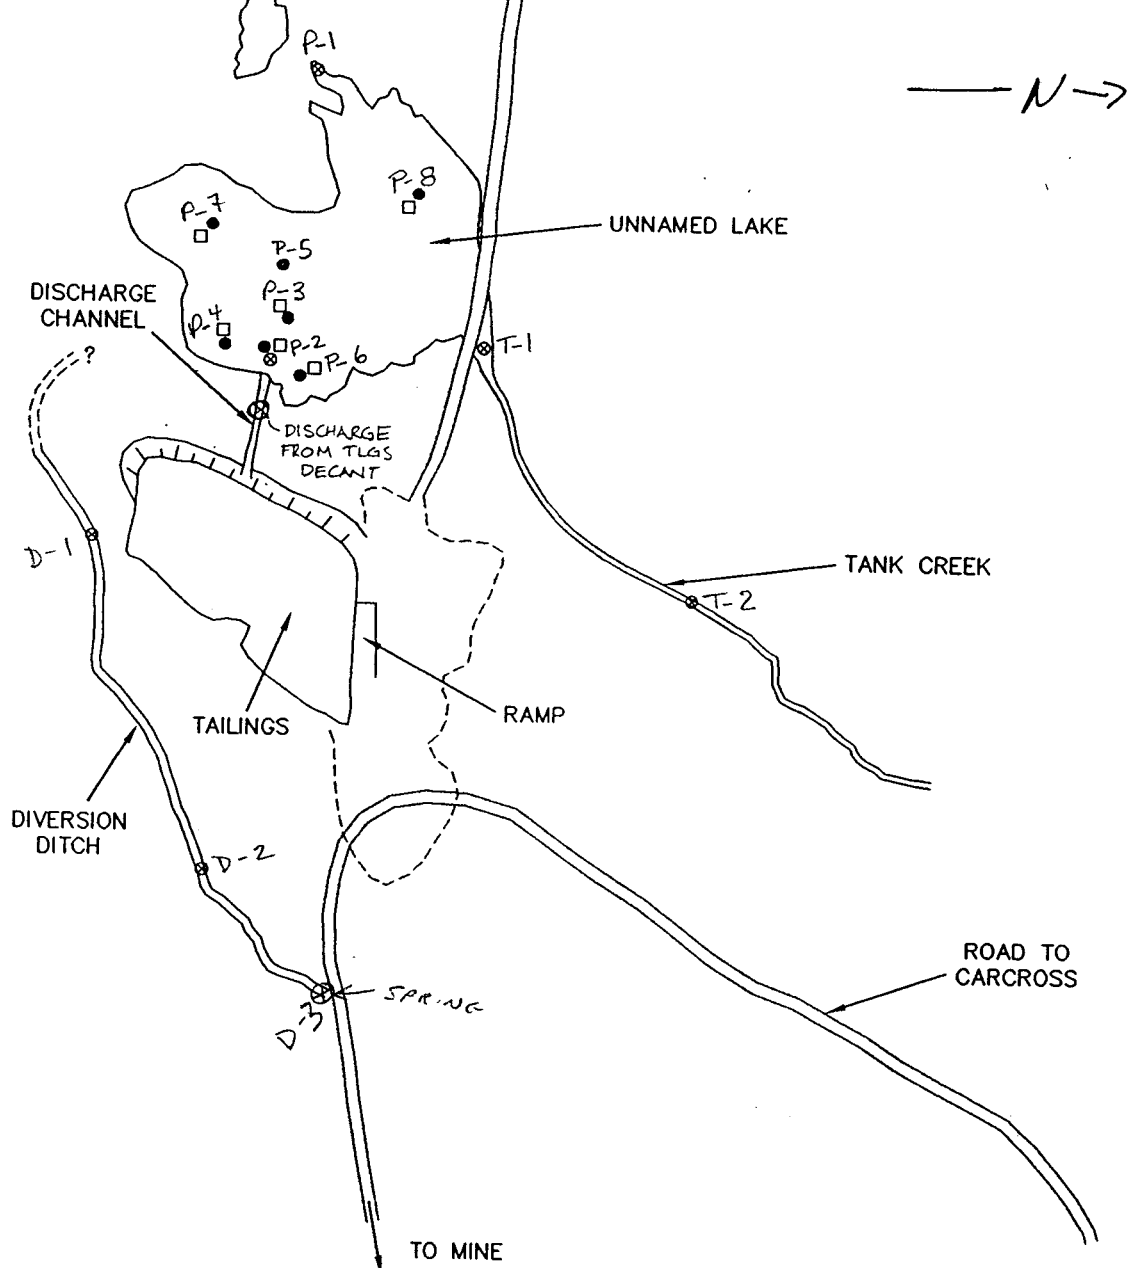 P-1
N
P-8
P-7
UNNAMED LAKE
P-5
P-3
DISCHARGE
CHANNEL
P-4
P-2
P-6
T-1
?
DISCHARGE
FROM TLGS
DECANT
D-1
TANK CREEK
T-2
TAILINGS
RAMP
DIVERSION
DITCH
D-2
ROAD TO
CARCROSS
SPRING
D-3
TO MINE